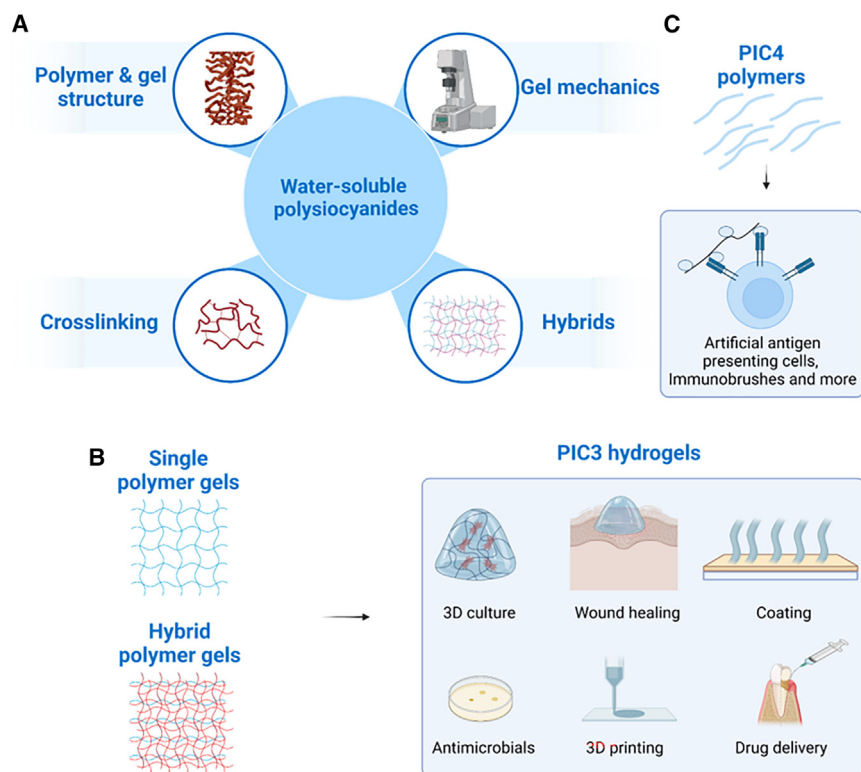 A
Polymer & gel
structure
Gel mechanics
Water-soluble
polysiocyanides
Crosslinking
Hybrids
C
PIC4
polymers
Artificial antigen
presenting cells,
Immunobrushes and more
B
Single
polymer gels
Hybrid
polymer gels
PIC3 hydrogels
3D culture
Wound healing
Coating
Antimicrobials
3D printing
Drug delivery